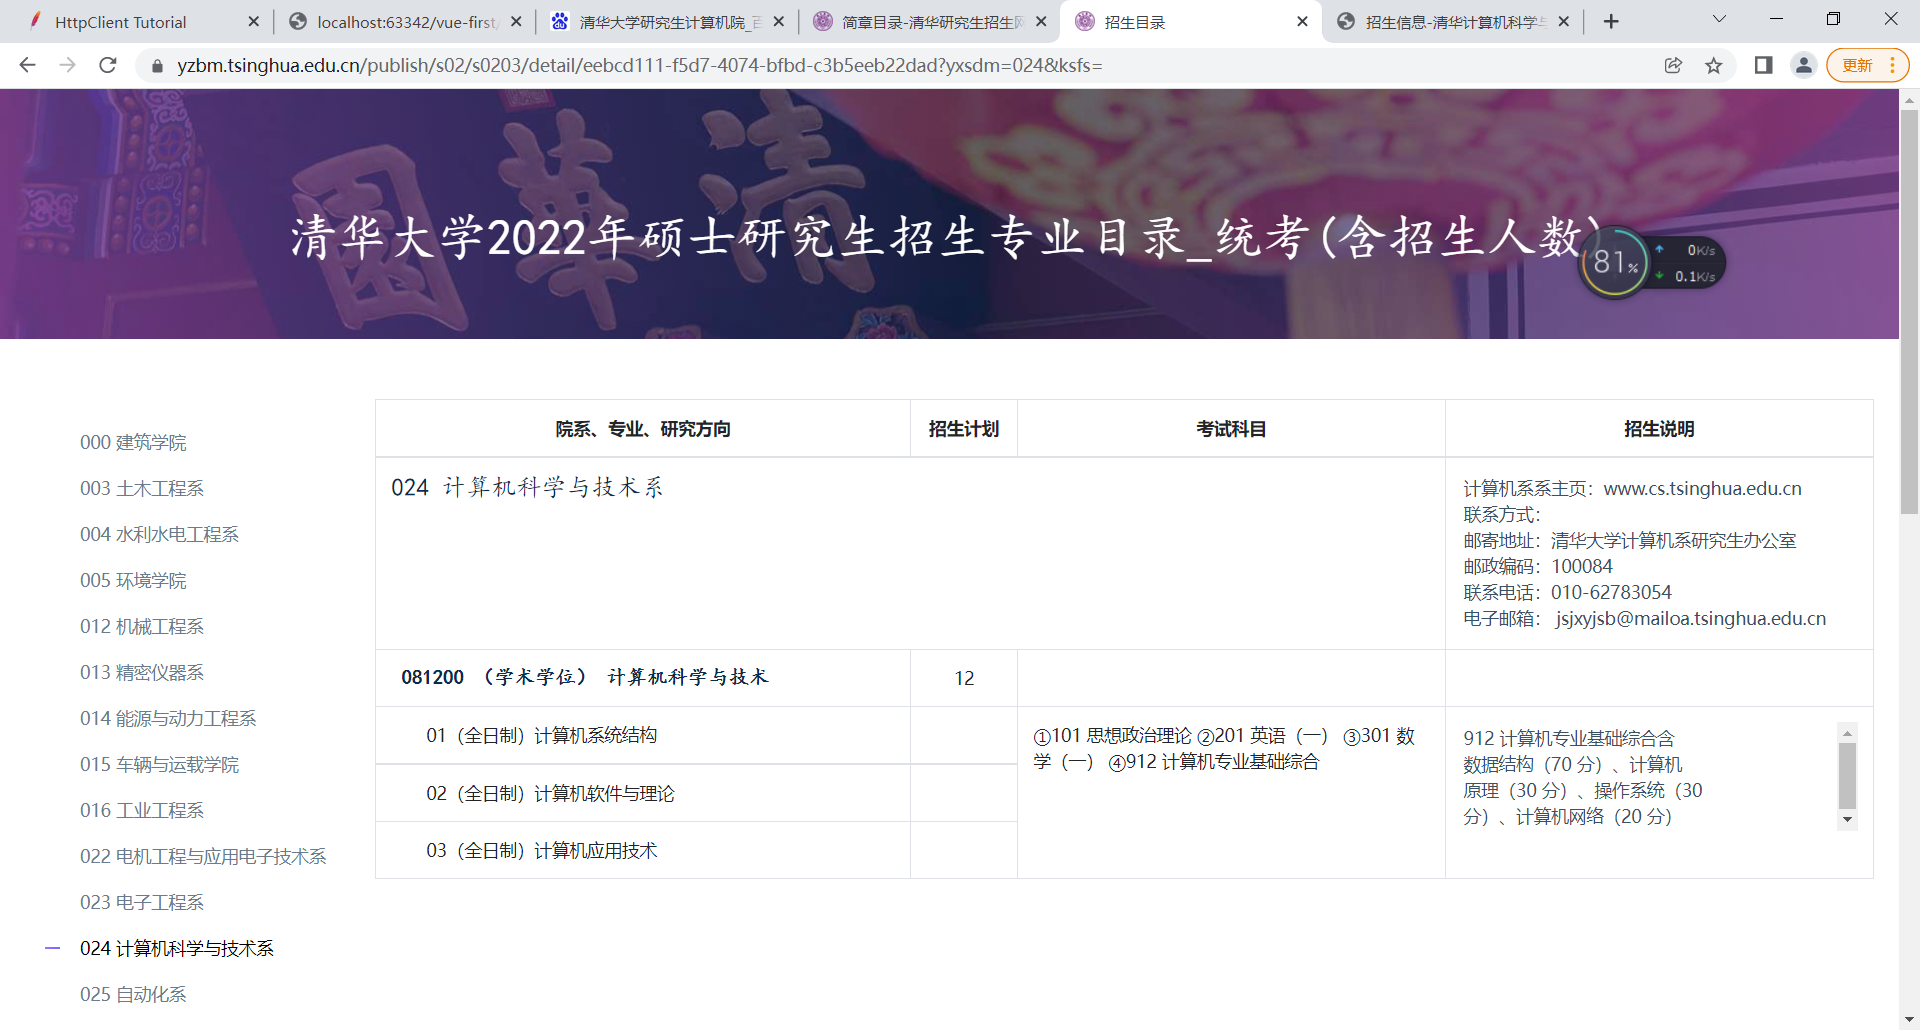 HttpClient Tutorial
localhost:63342/vue-first/
清华大学研究生计算机院_百
简章目录-清华研究生招生网
招生目录
招生信息-清华计算机科学与
yzbm.tsinghua.edu.cn/publish/s02/s0203/detail/eebcd111-f5d7-4074-bfbd-c3b5eeb22dad?yxsdm=024&ksfs=
更新
清華園
清华大学2022年硕士研究生招生专业目录_统考(含招生人数)
81%
0K/s
0.1K/s
000 建筑学院
003 土木工程系
004 水利水电工程系
005 环境学院
012 机械工程系
013 精密仪器系
014 能源与动力工程系
015 车辆与运载学院
016 工业工程系
022 电机工程与应用电子技术系
023 电子工程系
024 计算机科学与技术系
025 自动化系
院系、专业、研究方向 招生计划 考试科目 招生说明
024 计算机科学与技术系
计算机系系主页：www.cs.tsinghua.edu.cn
联系方式：
邮寄地址：清华大学计算机系研究生办公室
邮政编码：100084
联系电话：010-62783054
电子邮箱： jsjxyjsb@mailoa.tsinghua.edu.cn
081200 （学术学位） 计算机科学与技术 12
01（全日制）计算机系统结构
02（全日制）计算机软件与理论
03（全日制）计算机应用技术
①101 思想政治理论 ②201 英语（一） ③301 数
学（一） ④912 计算机专业基础综合
912 计算机专业基础综合含
数据结构（70 分）、计算机
原理（30 分）、操作系统（30
分）、计算机网络（20 分）